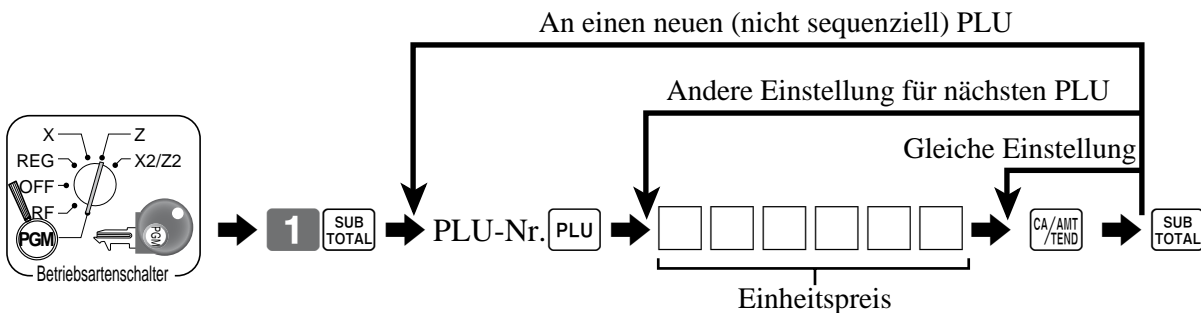 An einen neuen (nicht sequenziell) PLU
Andere Einstellung für nächsten PLU
Gleiche Einstellung
X
Z
REG
X2/Z2
OFF
RF
PGM
PGM
Betriebsartenschalter
1
SUB
TOTAL
PLU-Nr. PLU
CA/AMT
/TEND
SUB
TOTAL
Einheitspreis